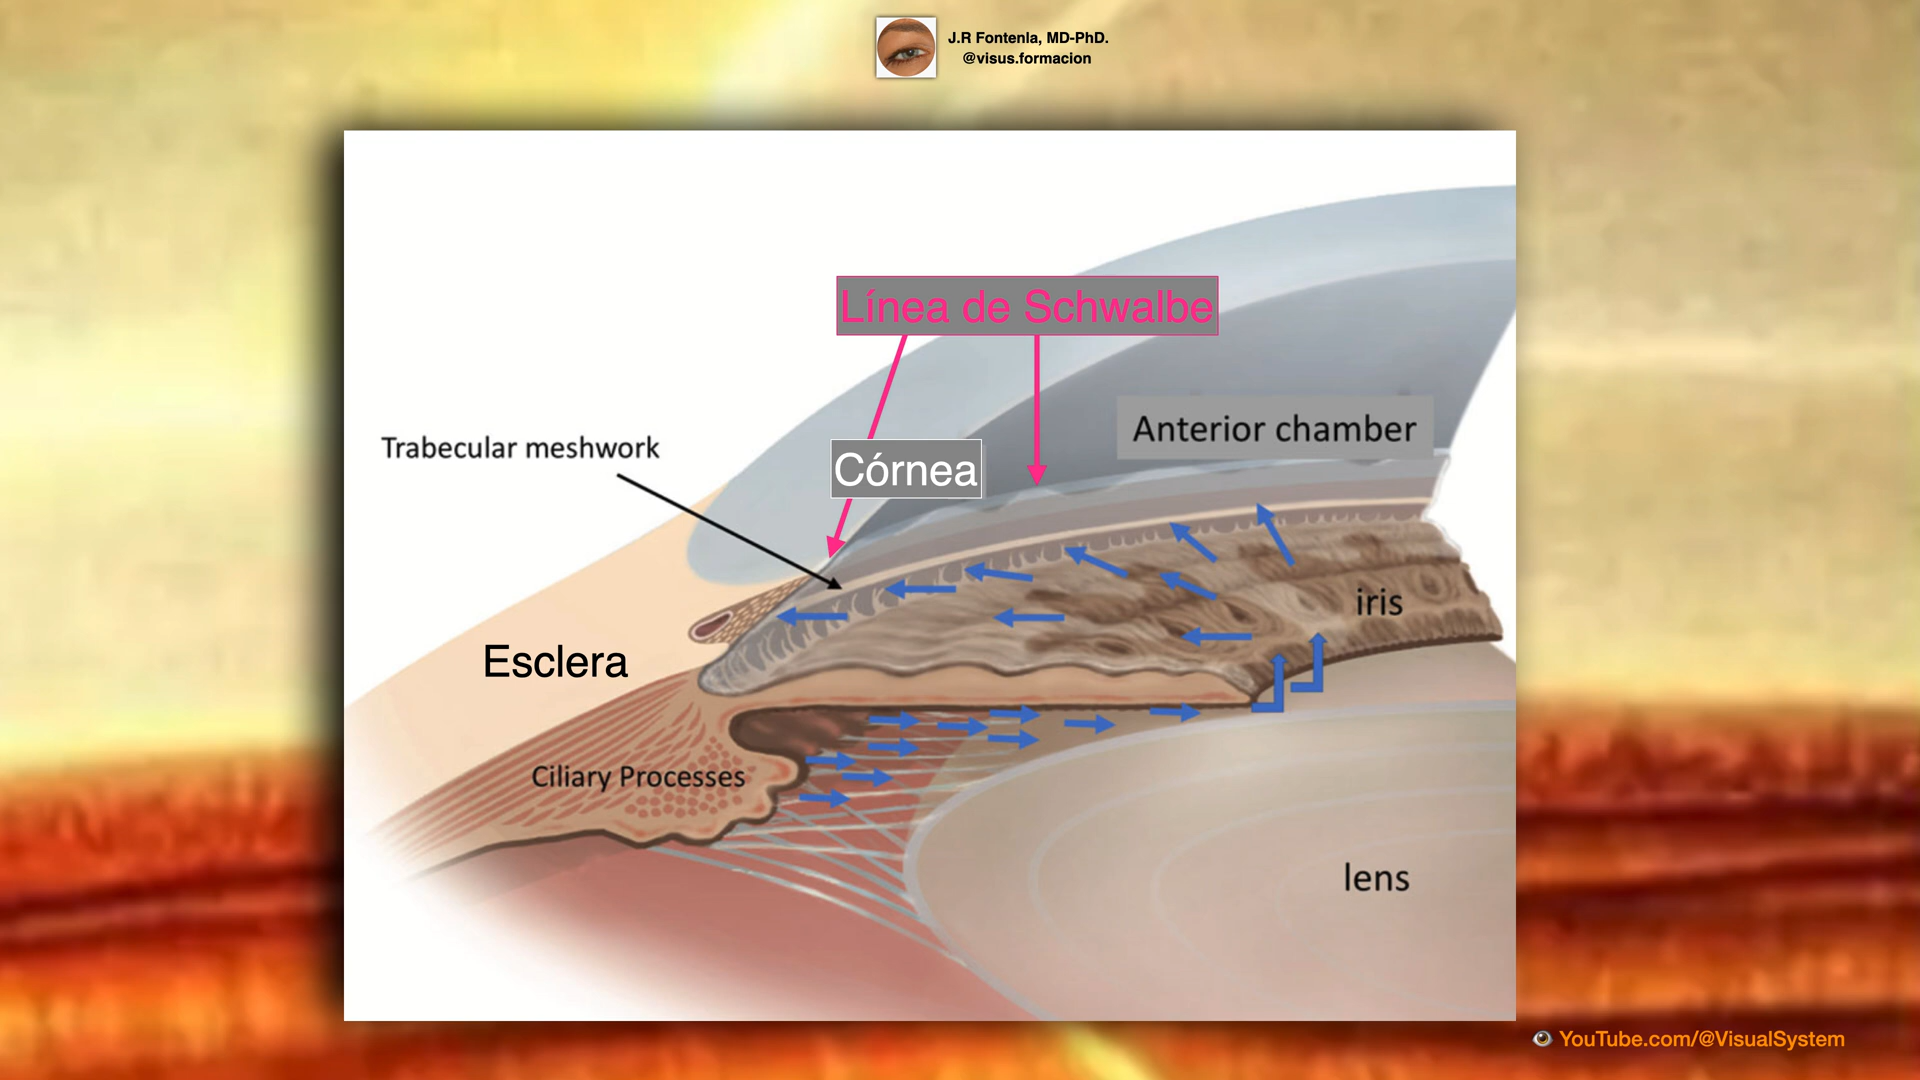 J.R Fontenla, MD-PhD.
@visus.formacion
Línea de Schwalbe
Anterior chamber
Trabecular meshwork
Córnea
iris
Esclera
Ciliary Processes
lens
YouTube.com/@VisualSystem